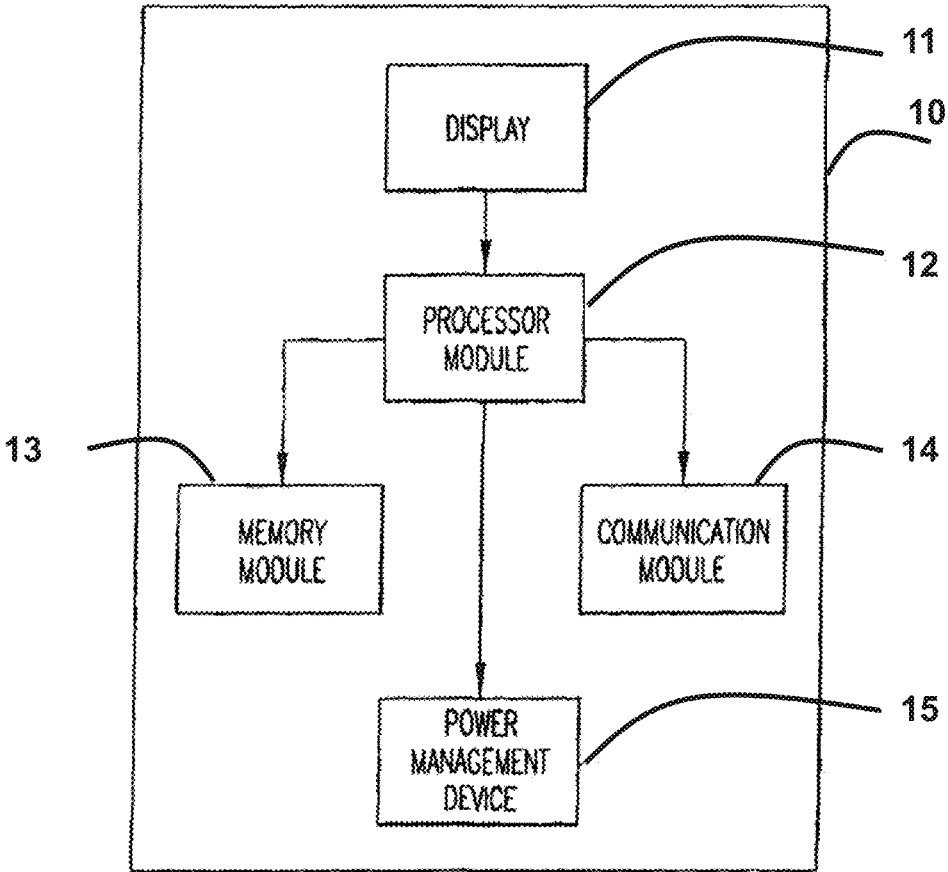 11
DISPLAY
10
12
PROCESSOR
MODULE
13
14
MEMORY
MODULE
COMMUNICATION
MODULE
15
POWER
MANAGEMENT
DEVICE